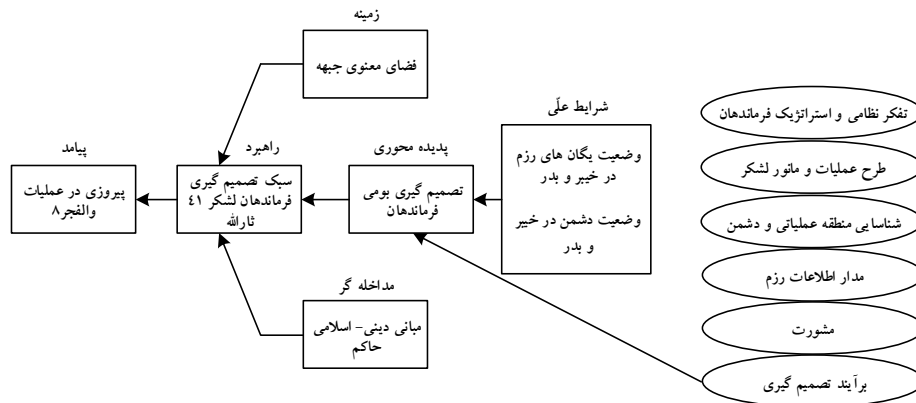 زمینه
فضای معنوی جبهه
شرایط علّی
وضعیت یگان های رزم
در خیبر و بدر
وضعیت دشمن در خیبر
و بدر
پدیده محوری
تصمیم گیری بومی
فرماندهان
راهبرد
سبک تصمیم گیری
فرماندهان لشکر ٤١
ثارالله
پیامد
پیروزی در عملیات
والفجر٨
مداخله گر
مبانی دینی- اسلامی
حاکم
تفکر نظامی و استراتژیک فرماندهان
طرح عملیات و مانور لشکر
شناسایی منطقه عملیاتی و دشمن
مدار اطلاعات رزم
مشورت
برآیند تصمیم گیری